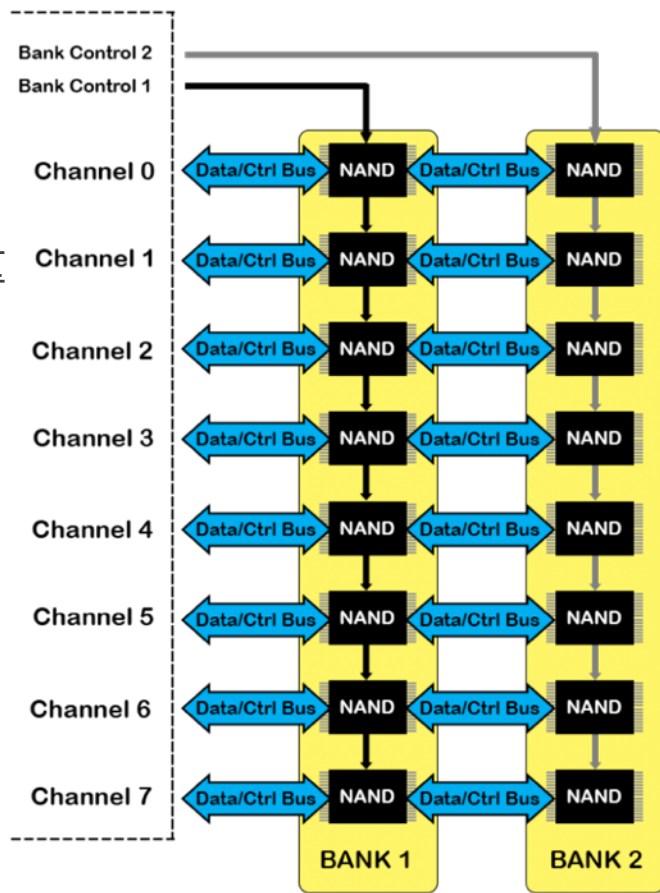 Bank Control 2
Bank Control 1
Channel 0 Data/Ctrl Bus NAND Data/Ctrl Bus NAND
Channel 1 Data/Ctrl Bus NAND Data/Ctrl Bus NAND
Channel 2 Data/Ctrl Bus NAND Data/Ctrl Bus NAND
Channel 3 Data/Ctrl Bus NAND Data/Ctrl Bus NAND
Channel 4 Data/Ctrl Bus NAND Data/Ctrl Bus NAND
Channel 5 Data/Ctrl Bus NAND Data/Ctrl Bus NAND
Channel 6 Data/Ctrl Bus NAND Data/Ctrl Bus NAND
Channel 7 Data/Ctrl Bus NAND Data/Ctrl Bus NAND
BANK 1 BANK 2